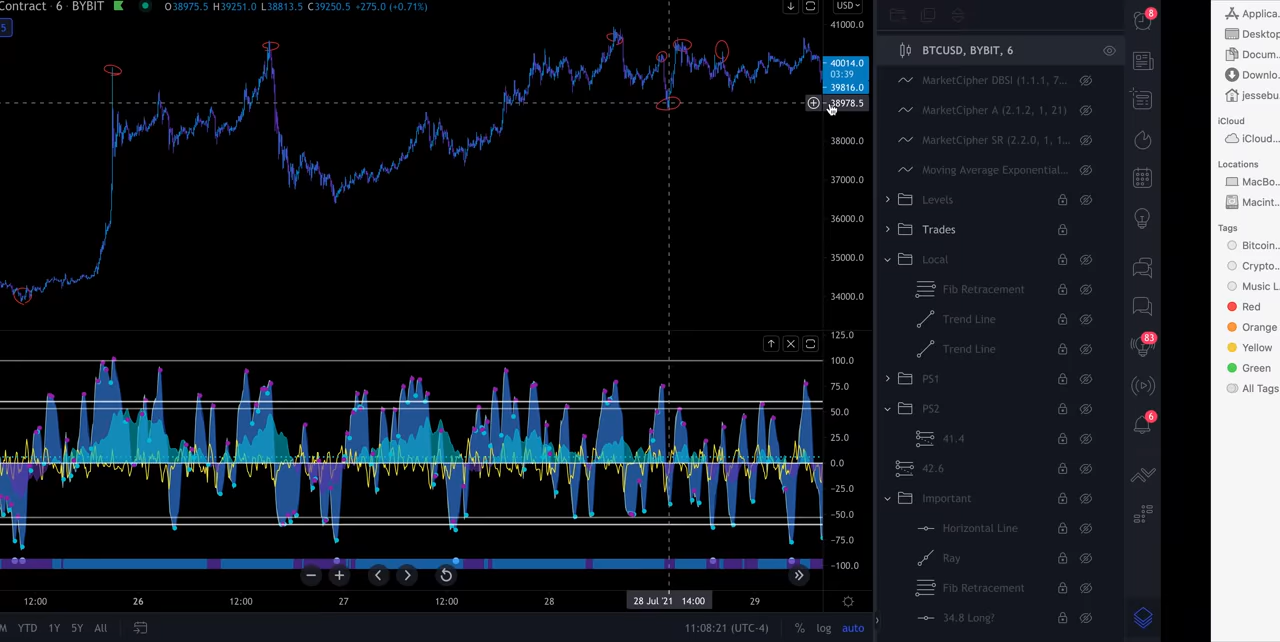 Contract · 6 · BYBIT O38975.5 H39251.0 L38813.5 C39250.5 +275.0 (+0.71%)
5
USD
41000.0
40014.0
03:39
39816.0
38978.5
38000.0
37000.0
36000.0
35000.0
34000.0
125.0
100.0
75.0
50.0
25.0
0.0
-25.0
-50.0
-75.0
-100.0
12:00 26 12:00 27 12:00 28 28 Jul '21 14:00 29
M YTD 1Y 5Y All
11:08:21 (UTC-4) % log auto
BTCUSD, BYBIT, 6
MarketCipher DBSI (1.1.1, 7...
MarketCipher A (2.1.2, 1, 21)
MarketCipher SR (2.2.0, 1, 1...
Moving Average Exponential...
Levels
Trades
Local
Fib Retracement
Trend Line
Trend Line
PS1
PS2
41.4
42.6
Important
Horizontal Line
Ray
Fib Retracement
34.8 Long?
8
83
6
Applica...
Desktop
Docum...
Downlo...
jessebu...
iCloud
iCloud...
Locations
MacBo...
Macint...
Tags
Bitcoin...
Crypto...
Music L...
Red
Orange
Yellow
Green
All Tags